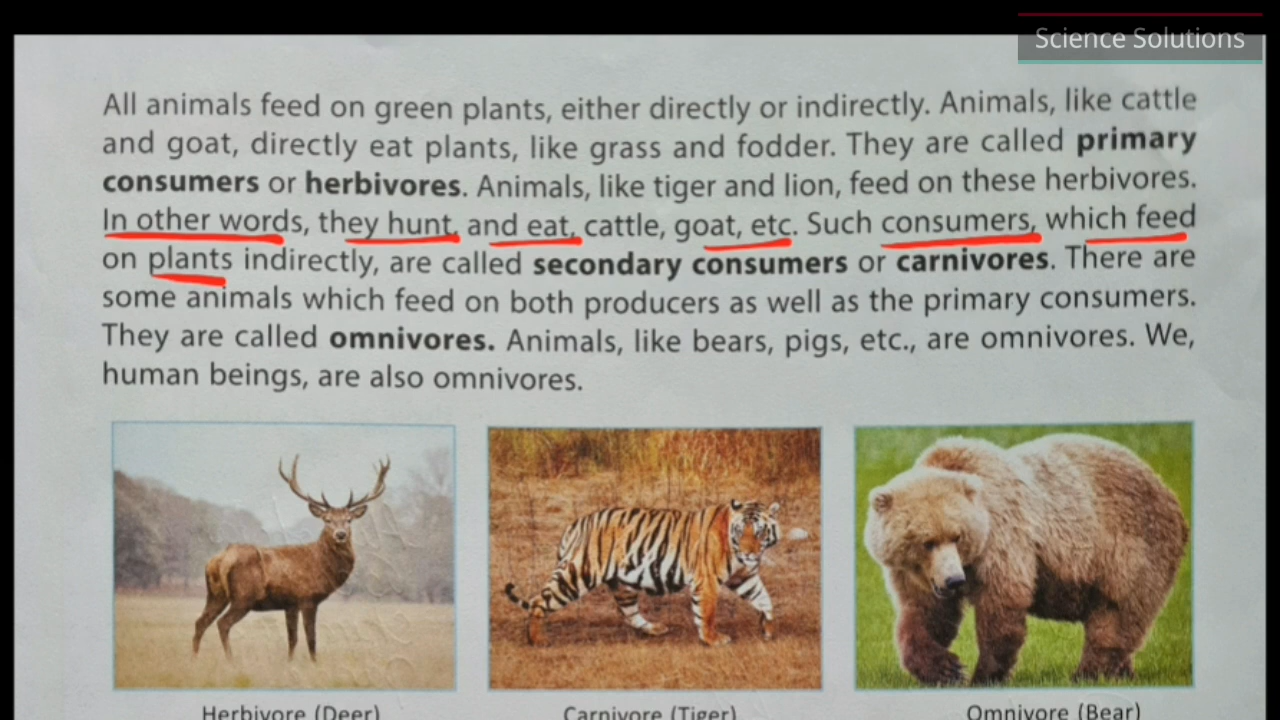 Science Solutions
All animals feed on green plants, either directly or indirectly. Animals, like cattle
and goat, directly eat plants, like grass and fodder. They are called primary
consumers or herbivores. Animals, like tiger and lion, feed on these herbivores.
In other words, they hunt, and eat, cattle, goat, etc. Such consumers, which feed
on plants indirectly, are called secondary consumers or carnivores. There are
some animals which feed on both producers as well as the primary consumers.
They are called omnivores. Animals, like bears, pigs, etc., are omnivores. We,
human beings, are also omnivores.
Herbivore (Deer) Carnivore (Tiger) Omnivore (Bear)